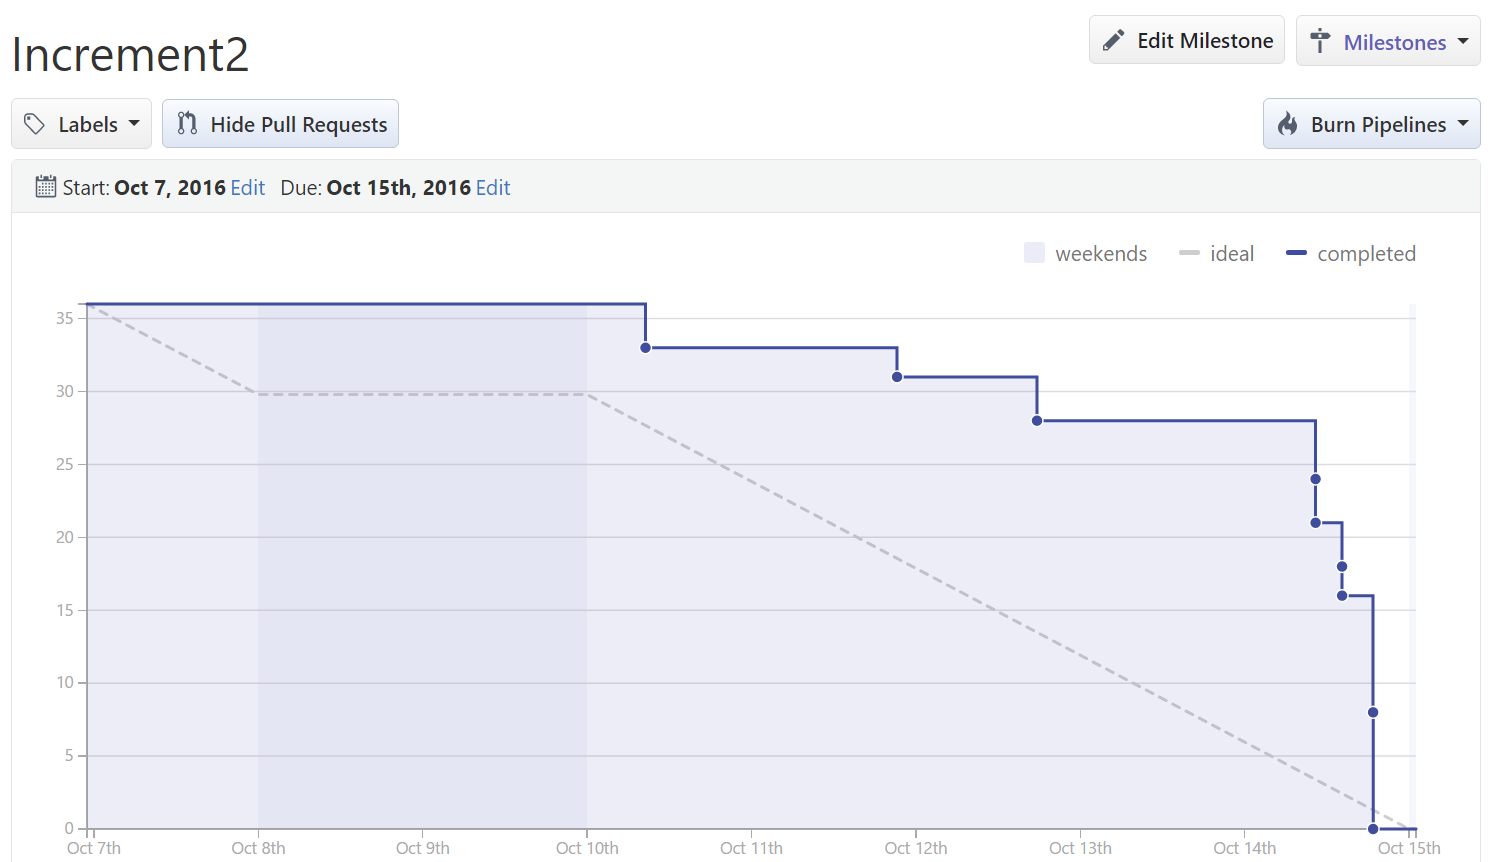 Increment2
Edit Milestone
Milestones
Labels
Hide Pull Requests
Burn Pipelines
Start: Oct 7, 2016 Edit Due: Oct 15th, 2016 Edit
weekends ideal completed
35
30
25
20
15
10
5
0
Oct 7th Oct 8th Oct 9th Oct 10th Oct 11th Oct 12th Oct 13th Oct 14th Oct 15th